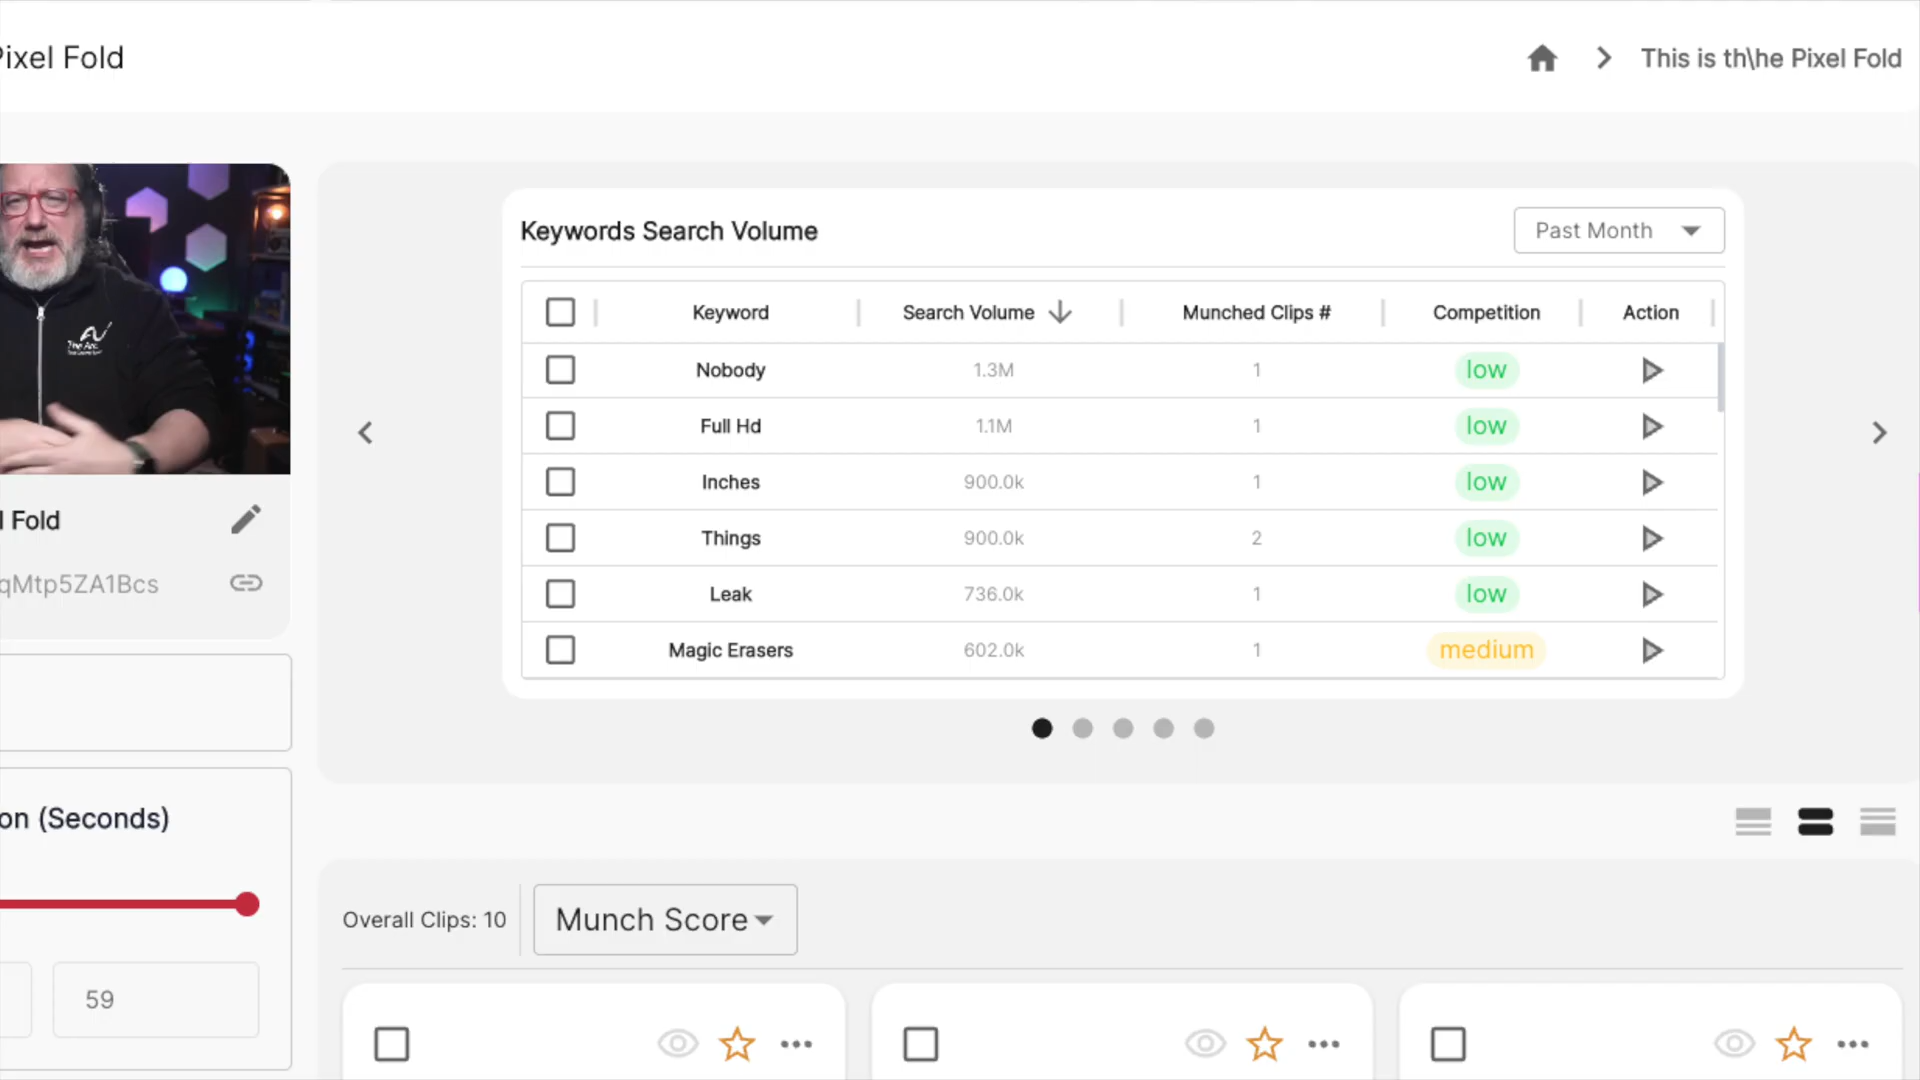 Pixel Fold
This is th\he Pixel Fold
The Arc
l Fold
qMtp5ZA1Bcs
on (Seconds)
59
Keywords Search Volume
Past Month
Keyword Search Volume Munched Clips # Competition Action
Nobody 1.3M 1 low
Full Hd 1.1M 1 low
Inches 900.0k 1 low
Things 900.0k 2 low
Leak 736.0k 1 low
Magic Erasers 602.0k 1 medium
Overall Clips: 10
Munch Score